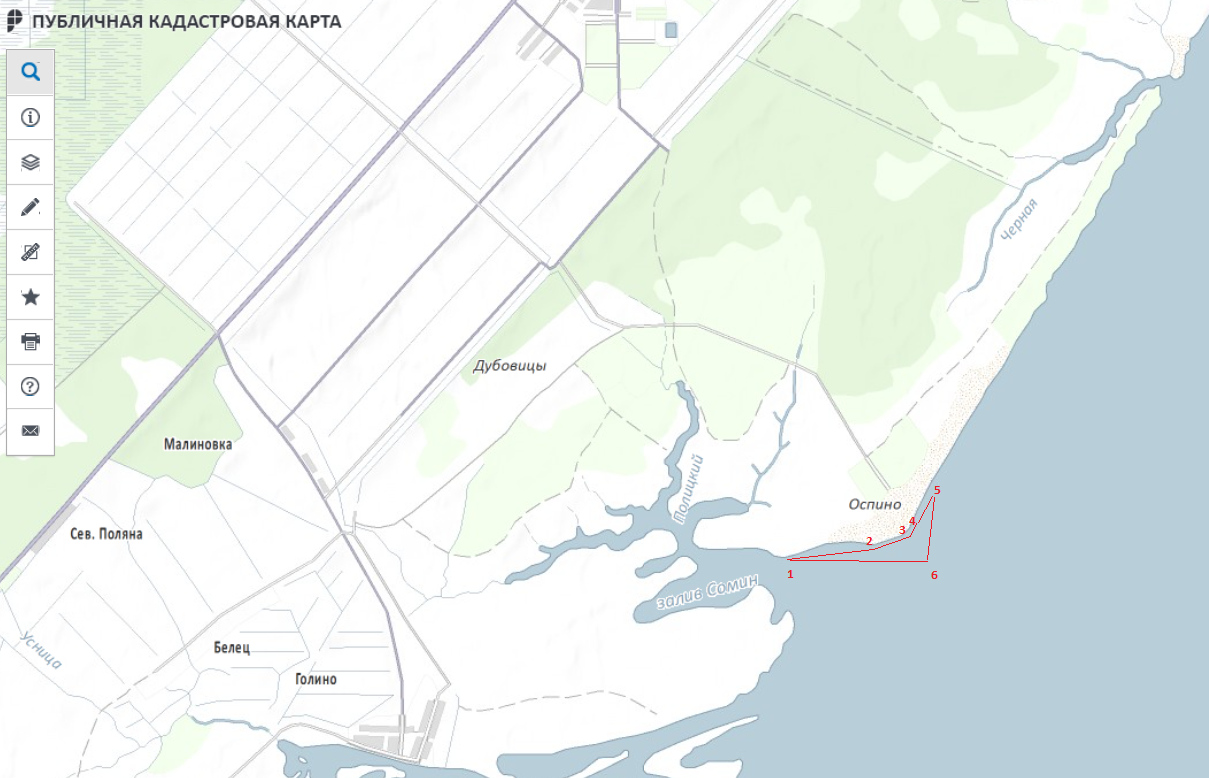 ПУБЛИЧНАЯ КАДАСТРОВАЯ КАРТА
Черная
Дубовицы
Малиновка
Полицкий
Оспино
Сев. Поляна
5
4
3
2
1
6
залив Сомин
Усница
Белец
Голино